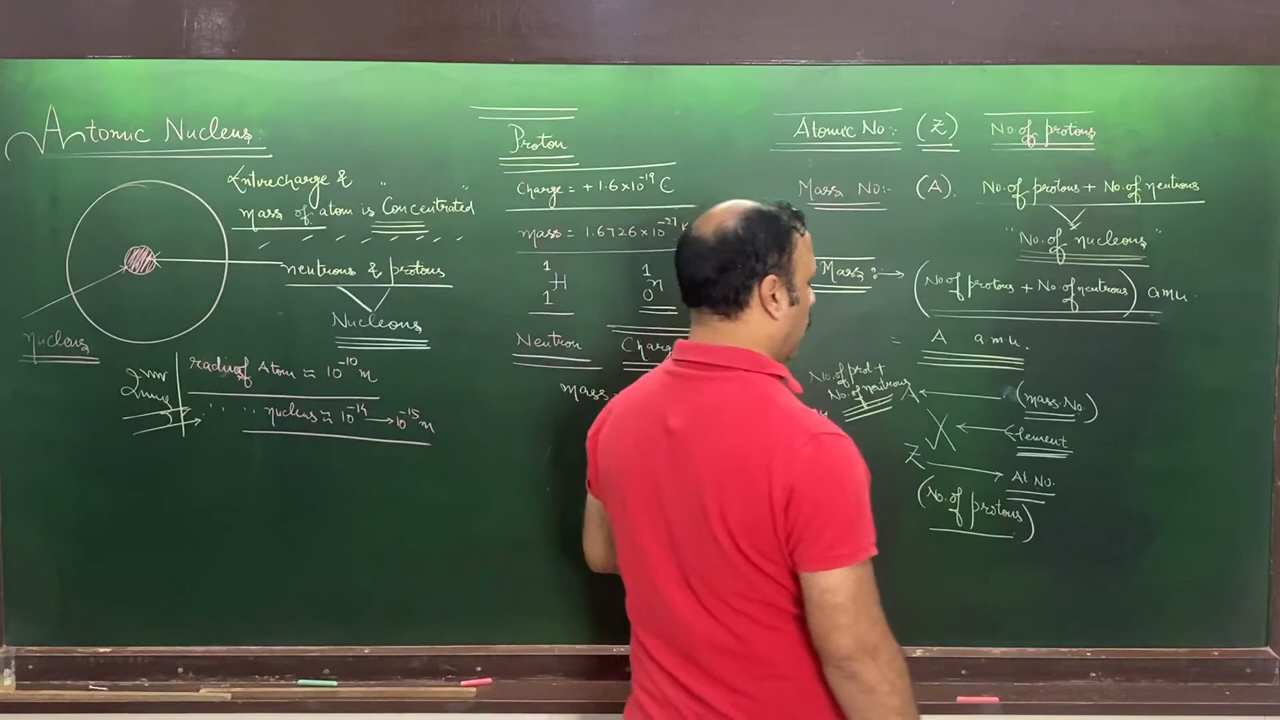 Atomic Nucleus:
Entire charge &
mass of atom is "Concentrated"
neutrons & protons
Nucleons
nucleus
radius of Atom ≈ 10⁻¹⁰ m
" " nucleus ≈ 10⁻¹⁴ → 10⁻¹⁵ m
Proton
Charge = +1.6×10⁻¹⁹ C
mass = 1.6726×10⁻²⁷ K
1
H
1
1
n
0
Neutron
Charg
mass
Atomic No:- (Z) No. of protons
Mass No:- (A). No. of protons + No. of neutrons
"No. of nucleons"
Mass :→ (No. of protons + No. of neutrons) amu.
= A amu.
No. of prot +
No. of neutrons
A ← (mass. No.)
X ← Element
Z → At No.
(No. of protons)